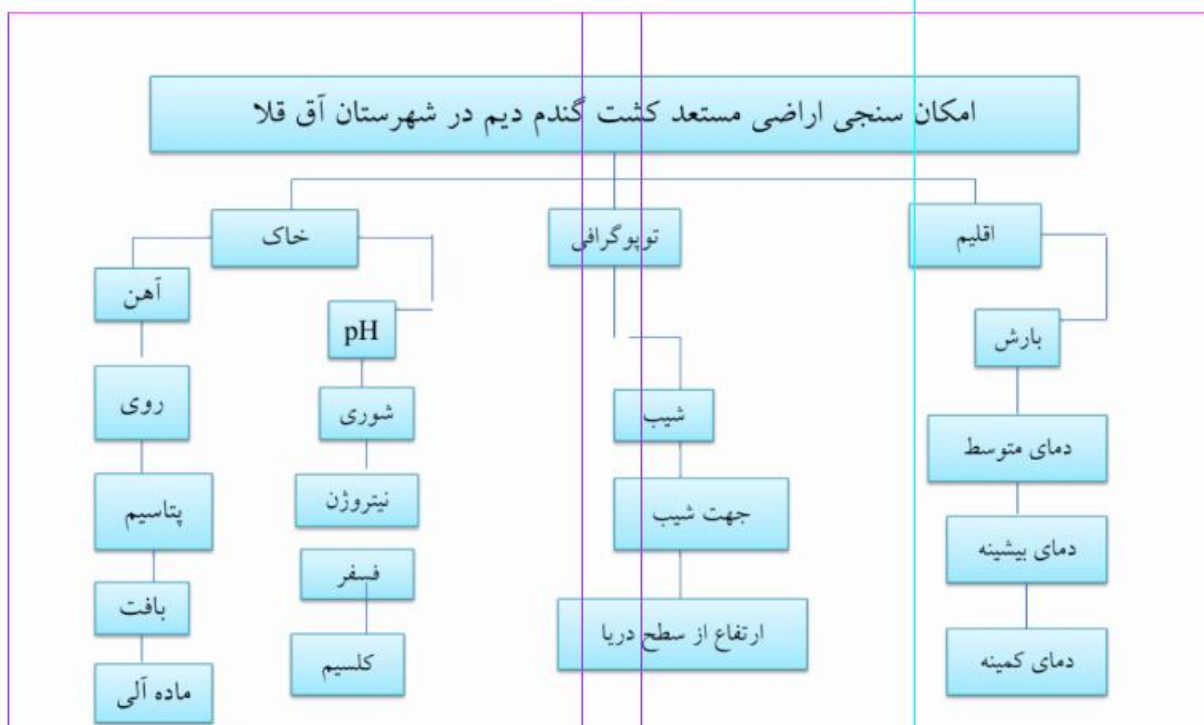 امکان سنجی اراضی مستعد کشت گندم دیم در شهرستان آق قلا
اقلیم
بارش
دمای متوسط
دمای بیشینه
دمای کمینه
توپوگرافی
شیب
جهت شیب
ارتفاع از سطح دریا
خاک
pH
شوری
نیتروژن
فسفر
کلسیم
آهن
روی
پتاسیم
بافت
ماده آلی